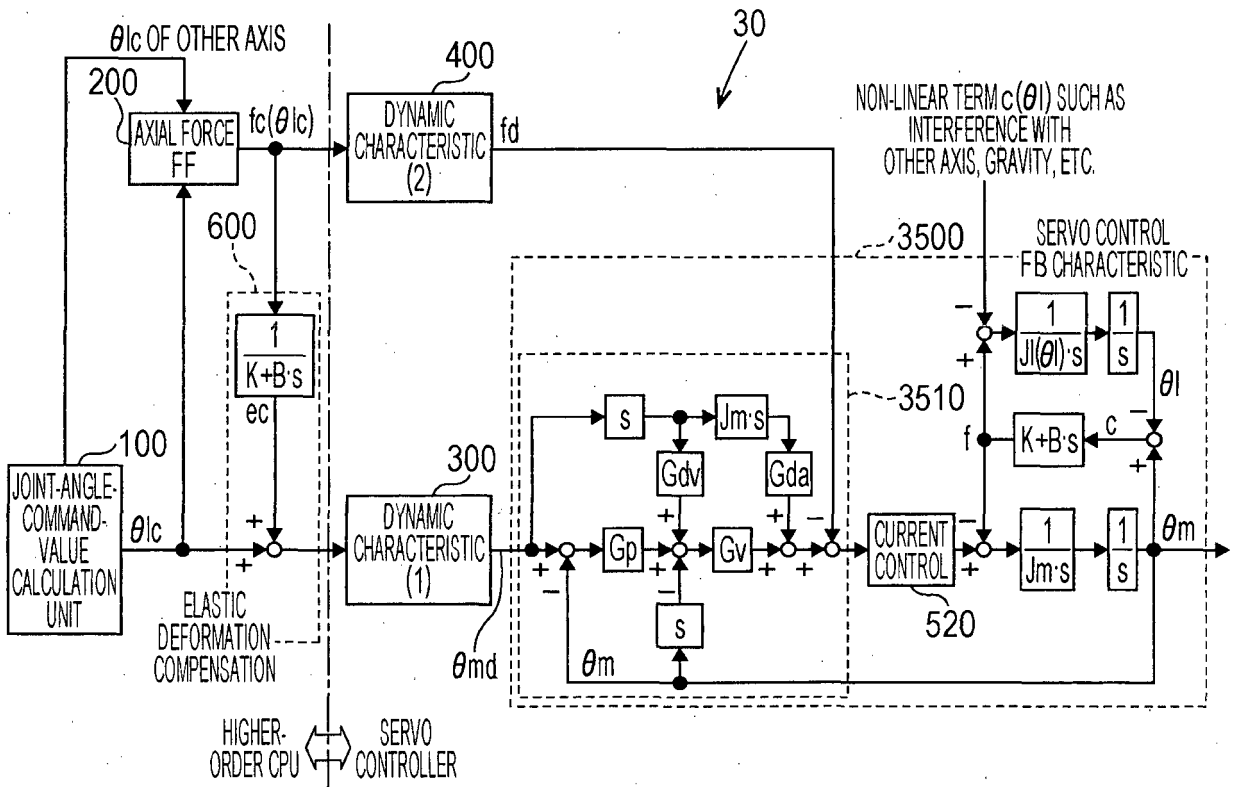 30
θlc OF OTHER AXIS
200
AXIAL FORCE
FF
fc(θlc)
400
DYNAMIC
CHARACTERISTIC
(2)
fd
NON-LINEAR TERM c(θl) SUCH AS
INTERFERENCE WITH
OTHER AXIS, GRAVITY, ETC.
600
1
K+B·s
ec
3500
SERVO CONTROL
FB CHARACTERISTIC
−
+
1
Jl(θl)·s
1
s
θl
3510
s
Jm·s
Gdv
Gda
f
K+B·s
c
−
+
100
JOINT-ANGLE-
COMMAND-
VALUE
CALCULATION
UNIT
θlc
+
+
300
DYNAMIC
CHARACTERISTIC
(1)
θmd
+
−
Gp
+
+
−
Gv
+
+
−
+
CURRENT
CONTROL
520
−
+
1
Jm·s
1
s
θm
s
θm
ELASTIC
DEFORMATION
COMPENSATION
HIGHER-
ORDER CPU
SERVO
CONTROLLER